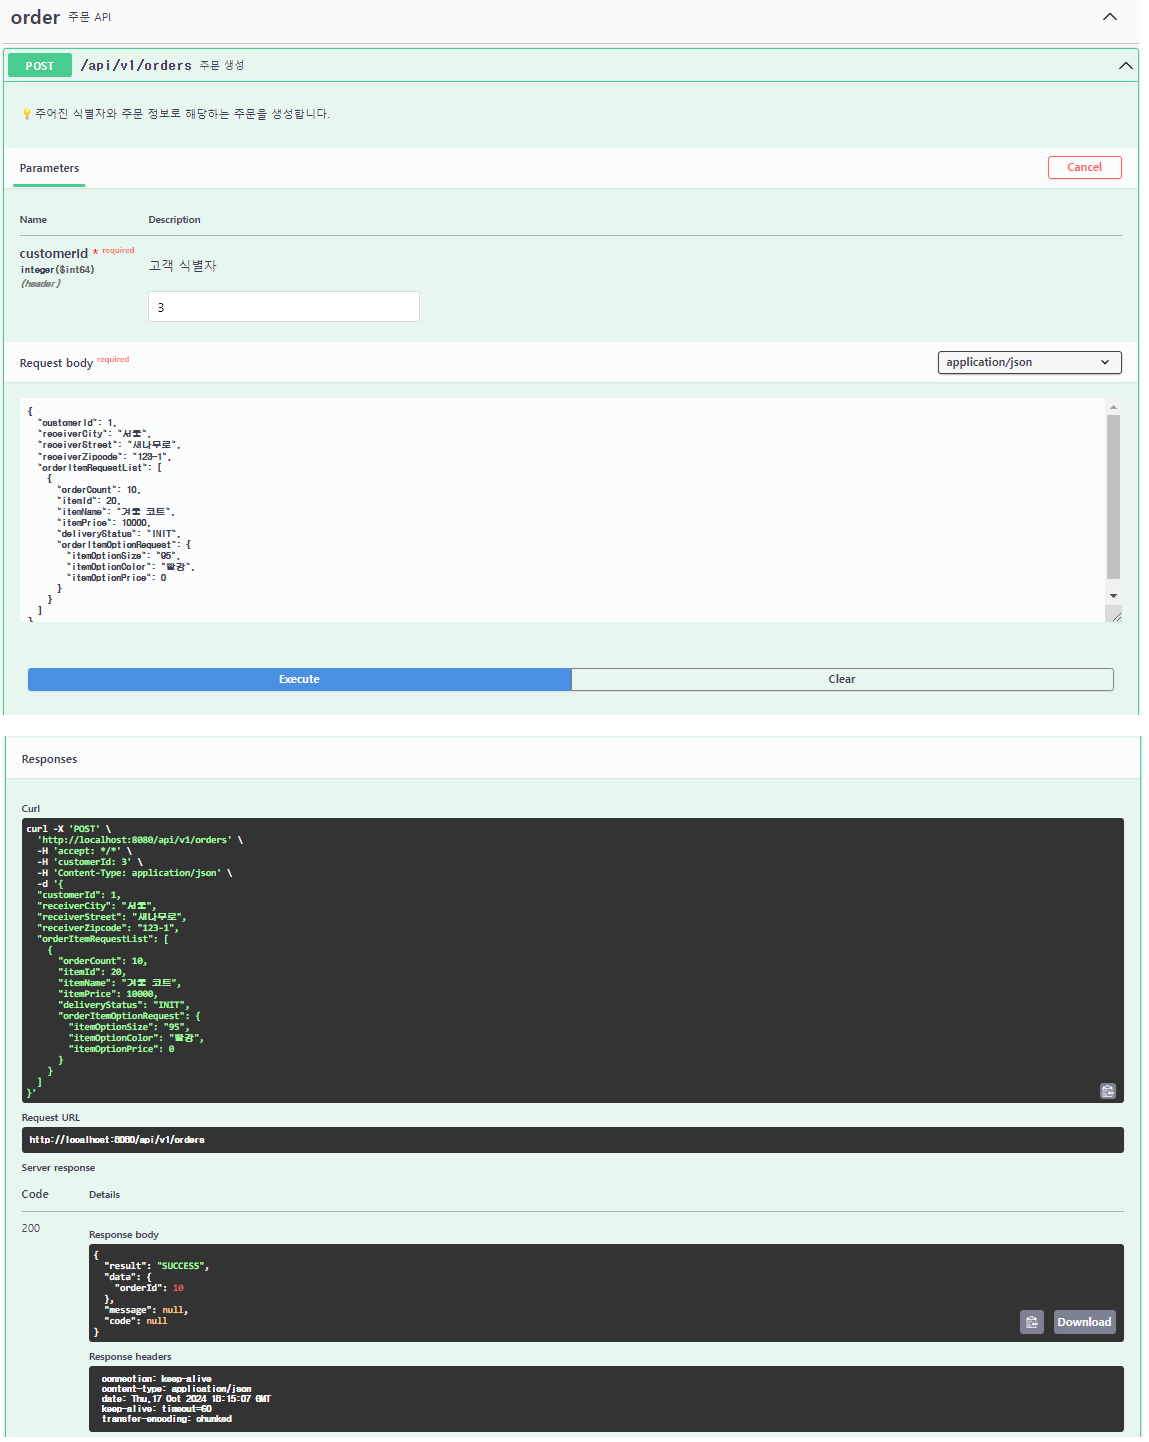 order 주문 API
POST /api/v1/orders 주문 생성
💡 주어진 식별자와 주문 정보로 해당하는 주문을 생성합니다.
Parameters
Cancel
Name Description
customerId * required
integer($int64)
(header)
고객 식별자
3
Request body required
application/json
{
"customerId": 1,
"receiverCity": "서울",
"receiverStreet": "새나무로",
"receiverZipcode": "123-1",
"orderItemRequestList": [
{
"orderCount": 10,
"itemId": 20,
"itemName": "겨울 코트",
"itemPrice": 10000,
"deliveryStatus": "INIT",
"orderItemOptionRequest": {
"itemOptionSize": "95",
"itemOptionColor": "빨강",
"itemOptionPrice": 0
}
}
]
}
Execute Clear
Responses
Curl
curl -X 'POST' \
'http://localhost:8080/api/v1/orders' \
-H 'accept: */*' \
-H 'customerId: 3' \
-H 'Content-Type: application/json' \
-d '{
"customerId": 1,
"receiverCity": "서울",
"receiverStreet": "새나무로",
"receiverZipcode": "123-1",
"orderItemRequestList": [
{
"orderCount": 10,
"itemId": 20,
"itemName": "겨울 코트",
"itemPrice": 10000,
"deliveryStatus": "INIT",
"orderItemOptionRequest": {
"itemOptionSize": "95",
"itemOptionColor": "빨강",
"itemOptionPrice": 0
}
}
]
}'
Request URL
http://localhost:8080/api/v1/orders
Server response
Code Details
200
Response body
{
"result": "SUCCESS",
"data": {
"orderId": 10
},
"message": null,
"code": null
}
Download
Response headers
connection: keep-alive
content-type: application/json
date: Thu,17 Oct 2024 18:15:07 GMT
keep-alive: timeout=60
transfer-encoding: chunked